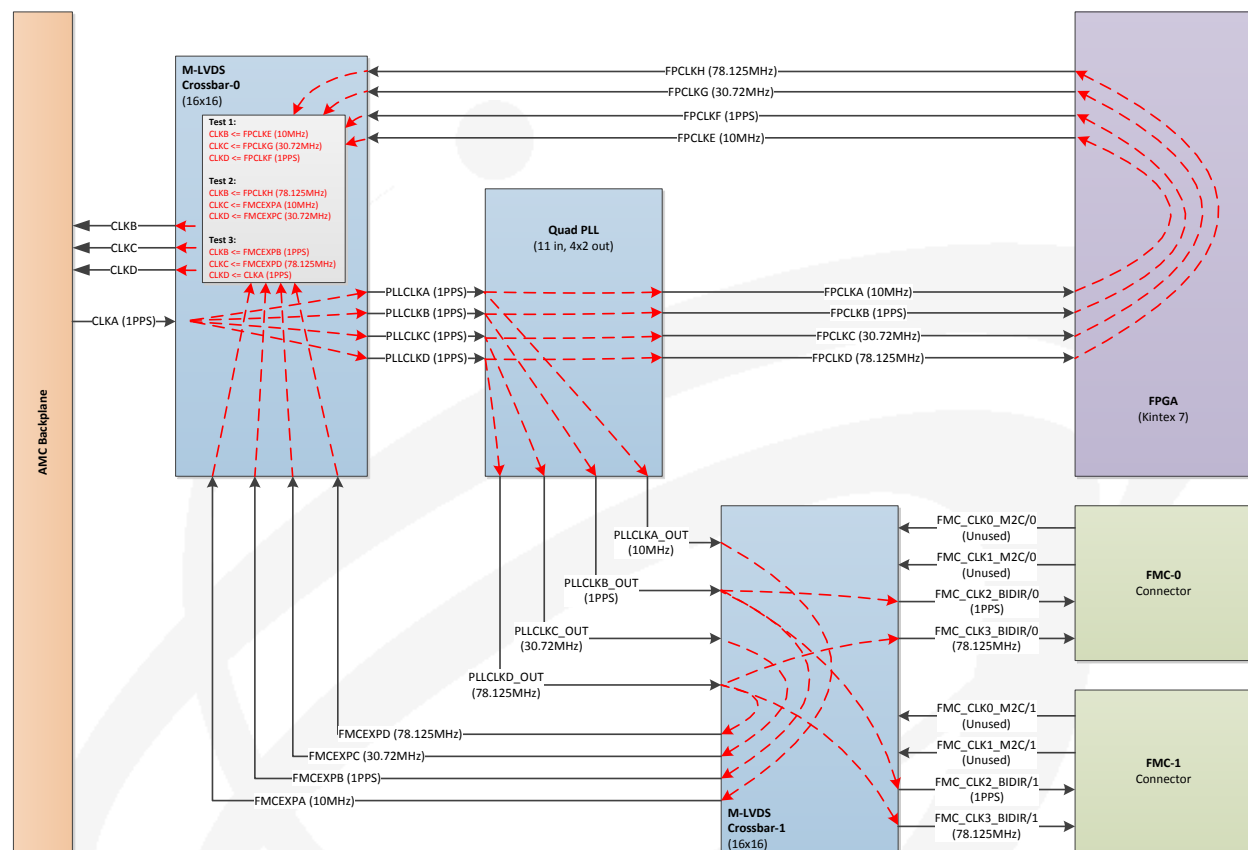 AMC Backplane
M-LVDS
Crossbar-0
(16x16)
Test 1:
CLKB <= FPCLKE (10MHz)
CLKC <= FPCLKG (30.72MHz)
CLKD <= FPCLKF (1PPS)
Test 2:
CLKB <= FPCLKH (78.125MHz)
CLKC <= FMCEXPA (10MHz)
CLKD <= FMCEXPC (30.72MHz)
Test 3:
CLKB <= FMCEXPB (1PPS)
CLKC <= FMCEXPD (78.125MHz)
CLKD <= CLKA (1PPS)
CLKB
CLKC
CLKD
CLKA (1PPS)
FPCLKH (78.125MHz)
FPCLKG (30.72MHz)
FPCLKF (1PPS)
FPCLKE (10MHz)
Quad PLL
(11 in, 4x2 out)
PLLCLKA (1PPS)
PLLCLKB (1PPS)
PLLCLKC (1PPS)
PLLCLKD (1PPS)
FPCLKA (10MHz)
FPCLKB (1PPS)
FPCLKC (30.72MHz)
FPCLKD (78.125MHz)
FPGA
(Kintex 7)
PLLCLKA_OUT
(10MHz)
PLLCLKB_OUT
(1PPS)
PLLCLKC_OUT
(30.72MHz)
PLLCLKD_OUT
(78.125MHz)
FMCEXPD (78.125MHz)
FMCEXPC (30.72MHz)
FMCEXPB (1PPS)
FMCEXPA (10MHz)
M-LVDS
Crossbar-1
(16x16)
FMC_CLK0_M2C/0
(Unused)
FMC_CLK1_M2C/0
(Unused)
FMC_CLK2_BIDIR/0
(1PPS)
FMC_CLK3_BIDIR/0
(78.125MHz)
FMC-0
Connector
FMC_CLK0_M2C/1
(Unused)
FMC_CLK1_M2C/1
(Unused)
FMC_CLK2_BIDIR/1
(1PPS)
FMC_CLK3_BIDIR/1
(78.125MHz)
FMC-1
Connector